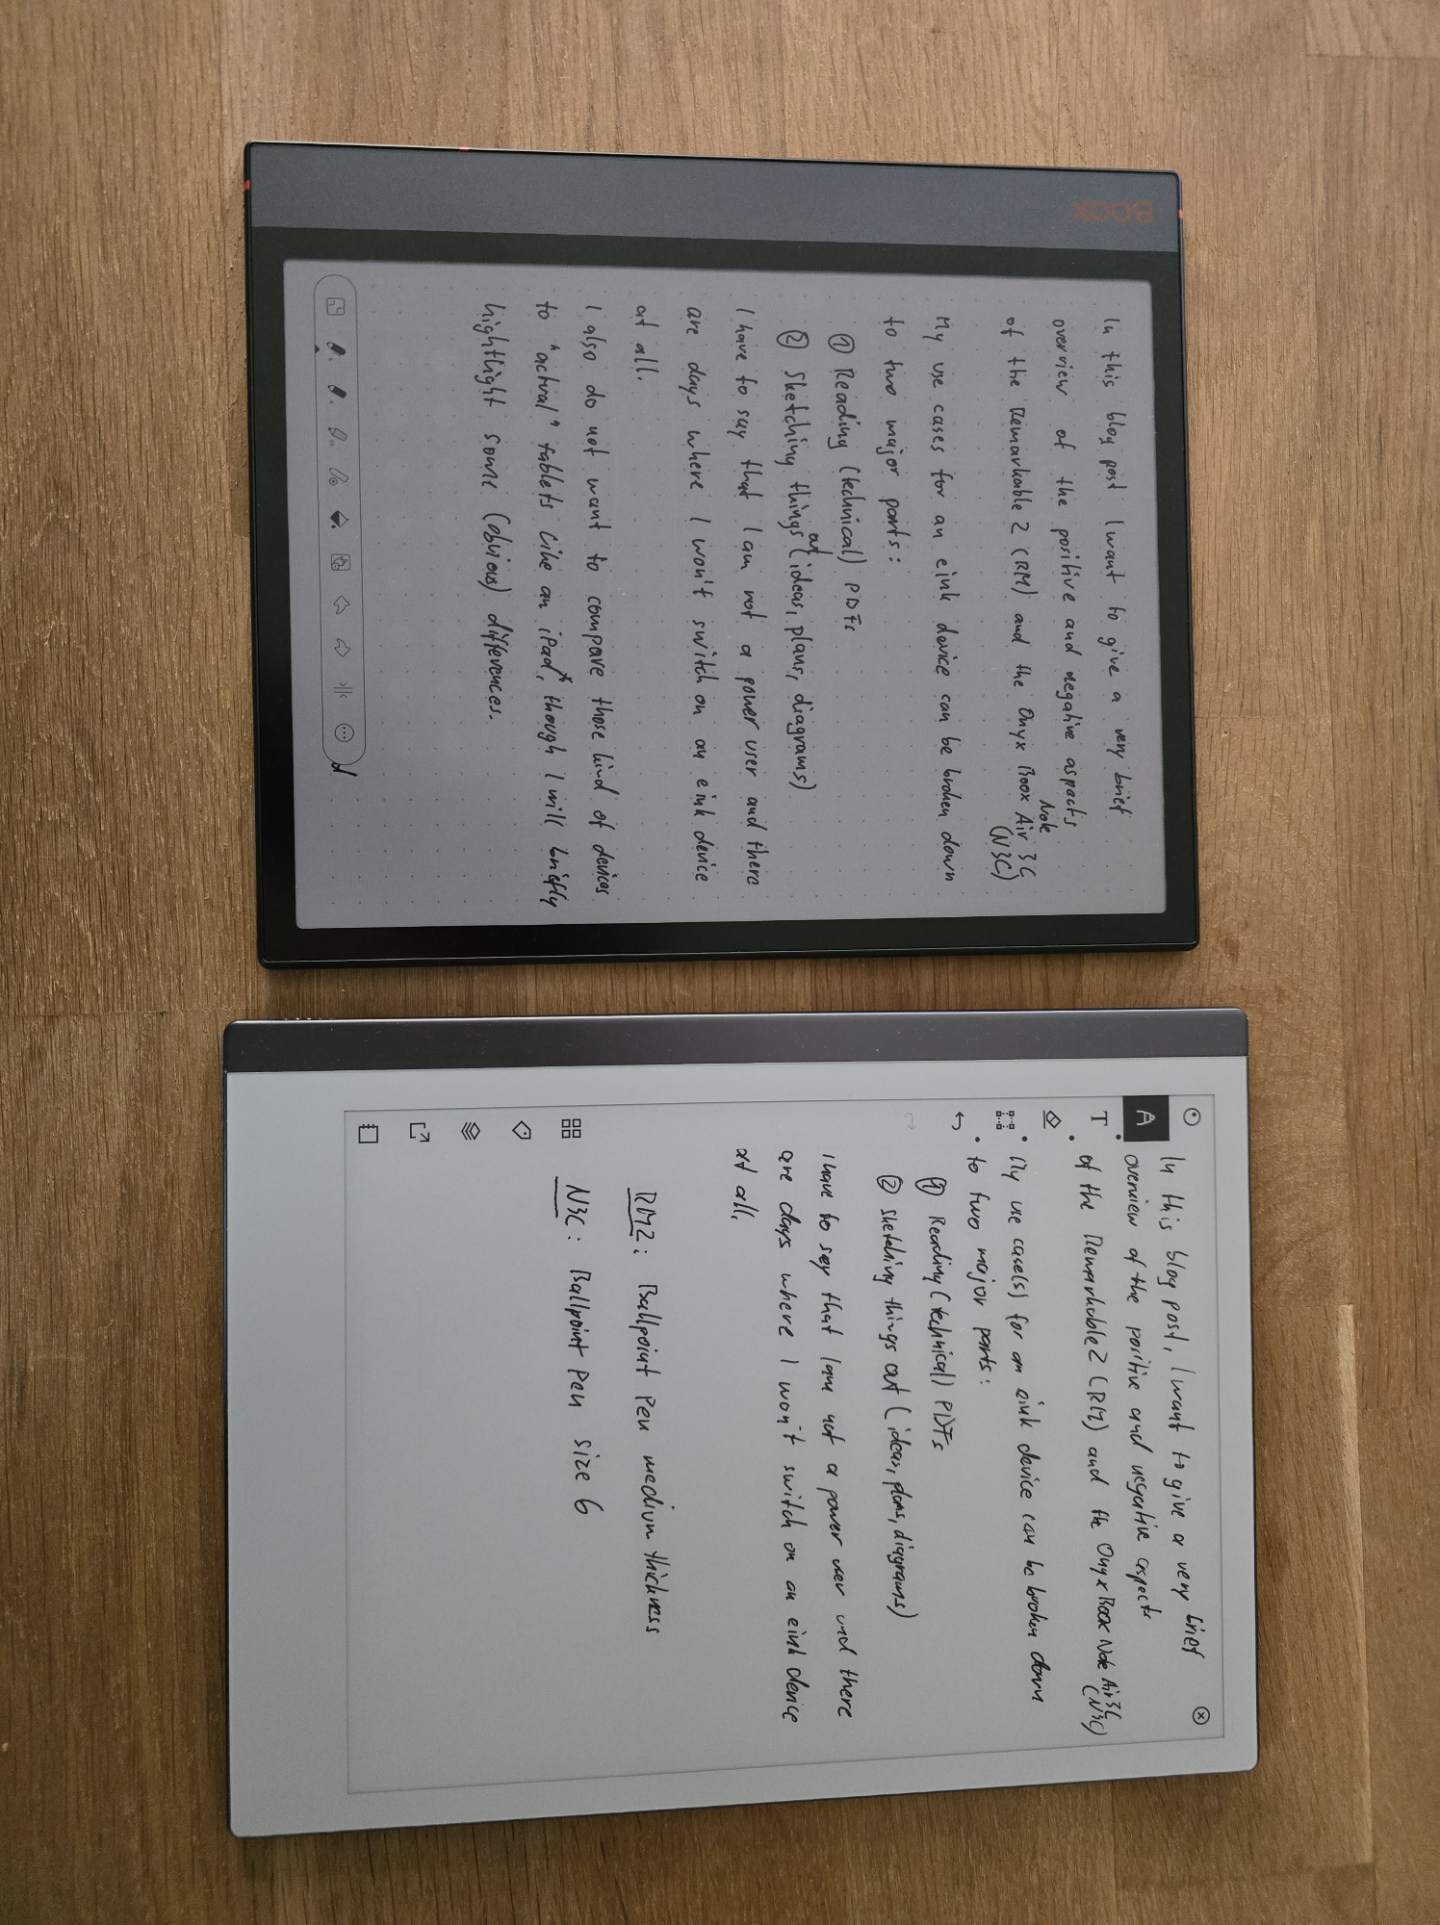 BOOX
In this blog post I want to give a very brief
overview of the positive and negative aspects
of the Remarkable 2 (RM) and the Onyx Boox Note Air 3C
(N3C)
My use cases for an eink device can be broken down
to two major parts:
① Reading (technical) PDFs
② Sketching things out (ideas, plans, diagrams)
I have to say that I am not a power user and there
are days where I won't switch on an eink device
at all.
I also do not want to compare those kind of devices
to "actual" tablets like an iPad*, though I will briefly
hightlight some (obvious) differences.
A
T
In this blog post, I want to give a very brief
overview of the positive and negative aspects
of the Remarkable 2 (RM) and the Onyx Boox Note Air 3C
(N3C)
My use case(s) for an eink device can be broken down
to two major parts:
① Reading (technical) PDFs
② Sketching things out (ideas, plans, diagrams)
I have to say that I am not a power user and there
are days where I won't switch on an eink device
at all.
RM2: Ballpoint Pen medium thickness
N3C: Ballpoint Pen size 6